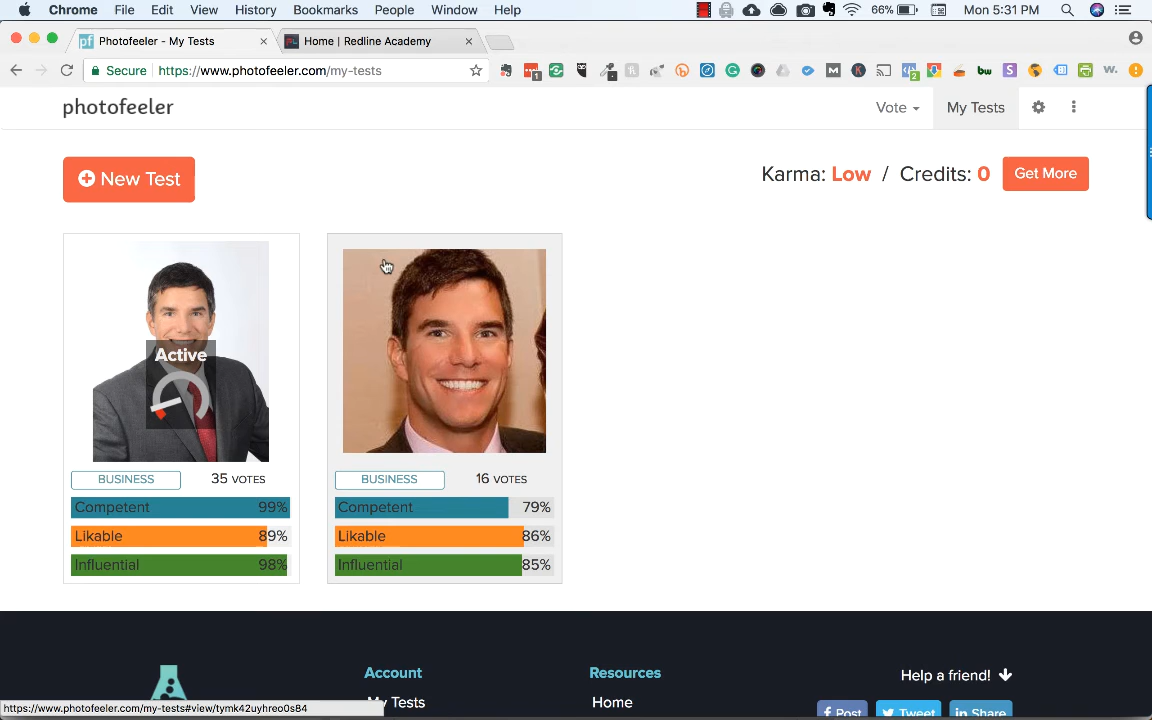 Chrome File Edit View History Bookmarks People Window Help 66% Mon 5:31 PM
Photofeeler - My Tests Home | Redline Academy
Secure https://www.photofeeler.com/my-tests
photofeeler Vote My Tests
New Test Karma: Low / Credits: 0 Get More
Active
BUSINESS 35 VOTES BUSINESS 16 VOTES
Competent 99% Competent 79%
Likable 89% Likable 86%
Influential 98% Influential 85%
Account Resources Help a friend!
My Tests Home
Post Tweet Share
https://www.photofeeler.com/my-tests#view/tymk42uyhreo0s84